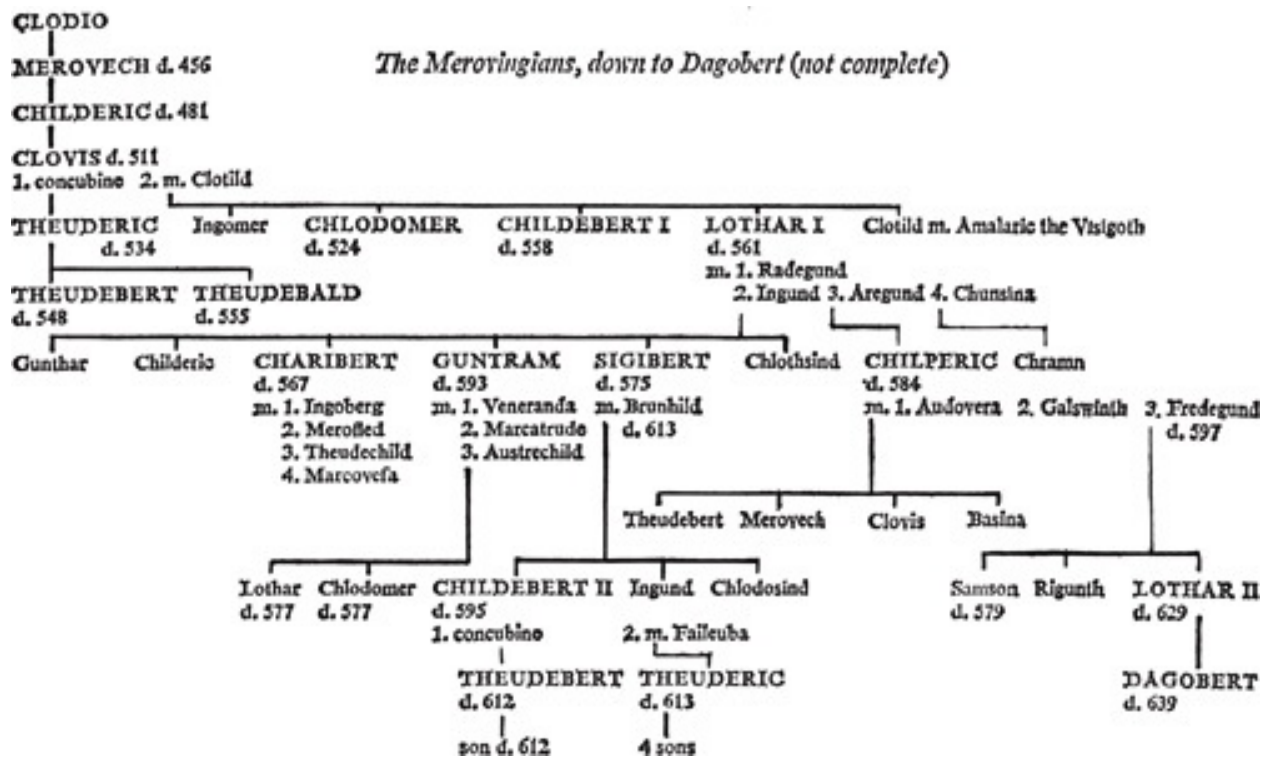 CLODIO
MEROVECH d. 456
The Merovingians, down to Dagobert (not complete)
CHILDERIC d. 481
CLOVIS d. 511
1. concubine 2. m. Clotild
THEUDERIC Ingomer CHLODOMER CHILDEBERT I LOTHAR I Clotild m. Amalaric the Visigoth
d. 534 d. 524 d. 558 d. 561
m. 1. Radegund
THEUDEBERT THEUDEBALD 2. Ingund 3. Aregund 4. Chunsina
d. 548 d. 555
Gunthar Childeric CHARIBERT GUNTRAM SIGIBERT Chlothsind CHILPERIC Chramn
d. 567 d. 593 d. 575 d. 584
m. 1. Ingoberg m. 1. Veneranda m. Brunhild m. 1. Audovera 2. Galswinth 3. Fredegund
2. Merofled 2. Marcatrude d. 613 d. 597
3. Theudechild 3. Austrechild
4. Marcovefa
Theudebert Merovech Clovis Basina
Lothar Chlodomer CHILDEBERT II Ingund Chlodosind Samson Rigunth LOTHAR II
d. 577 d. 577 d. 595 d. 579 d. 629
1. concubine 2. m. Faileuba
THEUDEBERT THEUDERIC DAGOBERT
d. 612 d. 613 d. 639
son d. 612 4 sons